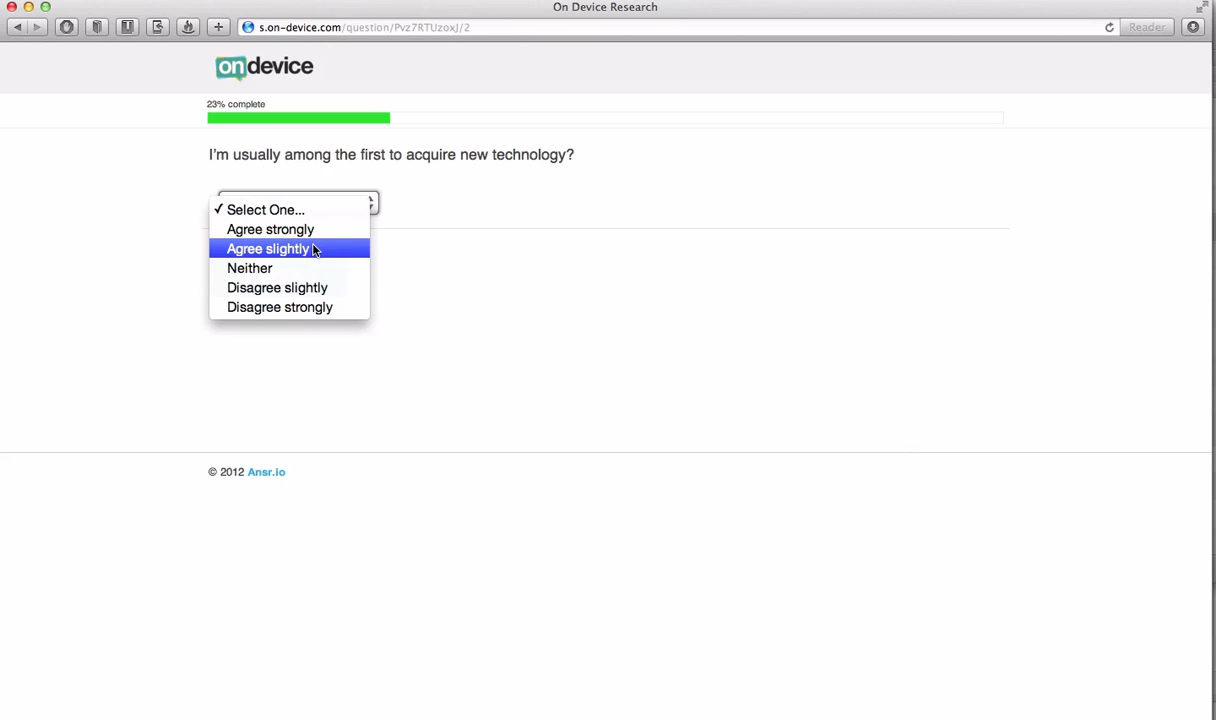 On Device Research
s.on-device.com/question/Pvz7RTUzoxJ/2
Reader
ondevice
23% complete
I'm usually among the first to acquire new technology?
✓ Select One...
Agree strongly
Agree slightly
Neither
Disagree slightly
Disagree strongly
© 2012 Ansr.io